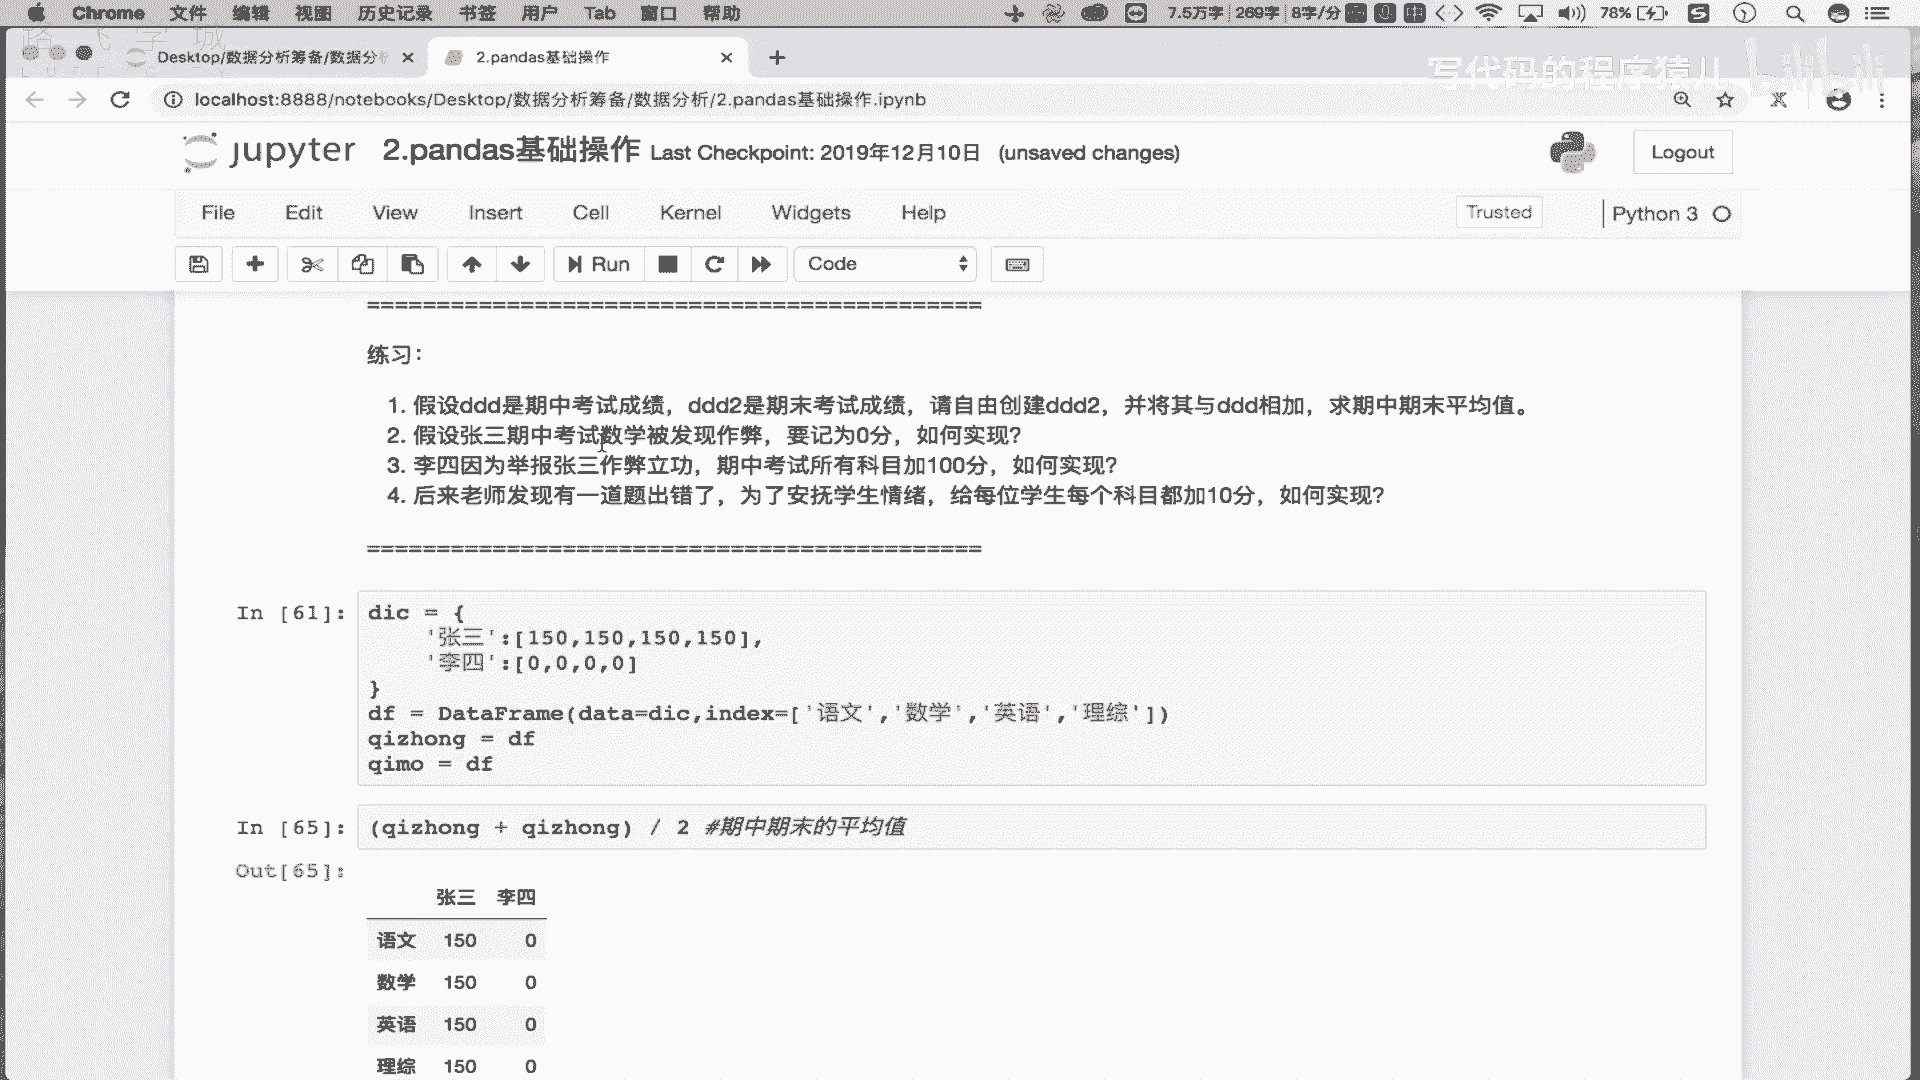 Chrome 文件 编辑 视图 历史记录 书签 用户 Tab 窗口 帮助 7.5万字 269字 8字/分 78%
Desktop/数据分析筹备/数据分析
2.pandas基础操作
写代码的程序猿儿 bilibili
localhost:8888/notebooks/Desktop/数据分析筹备/数据分析/2.pandas基础操作.ipynb
jupyter 2.pandas基础操作 Last Checkpoint: 2019年12月10日 (unsaved changes)
Logout
File Edit View Insert Cell Kernel Widgets Help
Trusted
Python 3
Run
Code
============================================
练习：
1. 假设ddd是期中考试成绩，ddd2是期末考试成绩，请自由创建ddd2，并将其与ddd相加，求期中期末平均值。
2. 假设张三期中考试数学被发现作弊，要记为0分，如何实现？
3. 李四因为举报张三作弊立功，期中考试所有科目加100分，如何实现？
4. 后来老师发现有一道题出错了，为了安抚学生情绪，给每位学生每个科目都加10分，如何实现？
============================================
In [61]: dic = {
'张三':[150,150,150,150],
'李四':[0,0,0,0]
}
df = DataFrame(data=dic,index=['语文','数学','英语','理综'])
qizhong = df
qimo = df
In [65]: (qizhong + qizhong) / 2 #期中期末的平均值
Out[65]:
张三 李四
语文 150 0
数学 150 0
英语 150 0
理综 150 0